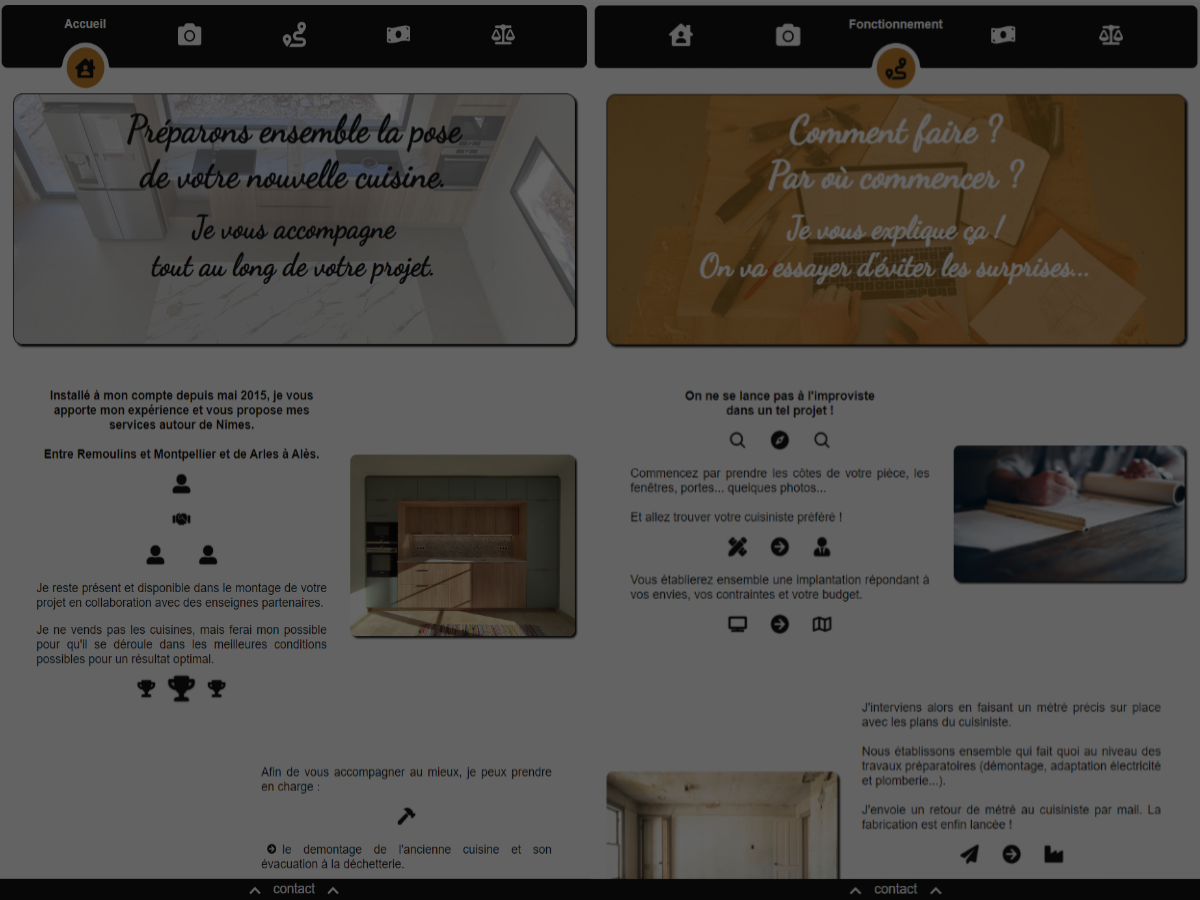 Accueil
Préparons ensemble la pose
de votre nouvelle cuisine.
Je vous accompagne
tout au long de votre projet.
Installé à mon compte depuis mai 2015, je vous
apporte mon expérience et vous propose mes
services autour de Nîmes.
Entre Remoulins et Montpellier et de Arles à Alès.
Je reste présent et disponible dans le montage de votre
projet en collaboration avec des enseignes partenaires.
Je ne vends pas les cuisines, mais ferai mon possible
pour qu'il se déroule dans les meilleures conditions
possibles pour un résultat optimal.
Afin de vous accompagner au mieux, je peux prendre
en charge :
le demontage de l'ancienne cuisine et son
évacuation à la déchetterie.
contact
Fonctionnement
Comment faire ?
Par où commencer ?
Je vous explique ça !
On va essayer d'éviter les surprises...
On ne se lance pas à l'improviste
dans un tel projet !
Commencez par prendre les côtes de votre pièce, les
fenêtres, portes... quelques photos...
Et allez trouver votre cuisiniste préféré !
Vous établierez ensemble une implantation répondant à
vos envies, vos contraintes et votre budget.
J'interviens alors en faisant un métré précis sur place
avec les plans du cuisiniste.
Nous établissons ensemble qui fait quoi au niveau des
travaux préparatoires (démontage, adaptation électricité
et plomberie...).
J'envoie un retour de métré au cuisiniste par mail. La
fabrication est enfin lancée !
contact